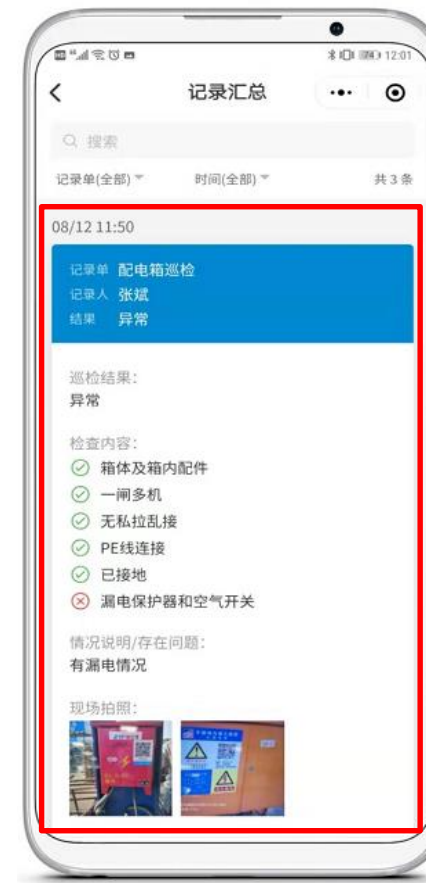 12:01
记录汇总
搜索
记录单(全部)
时间(全部)
共 3 条
08/12 11:50
记录单 配电箱巡检
记录人 张斌
结果 异常
巡检结果:
异常
检查内容:
箱体及箱内配件
一闸多机
无私拉乱接
PE线连接
已接地
漏电保护器和空气开关
情况说明/存在问题:
有漏电情况
现场拍照: